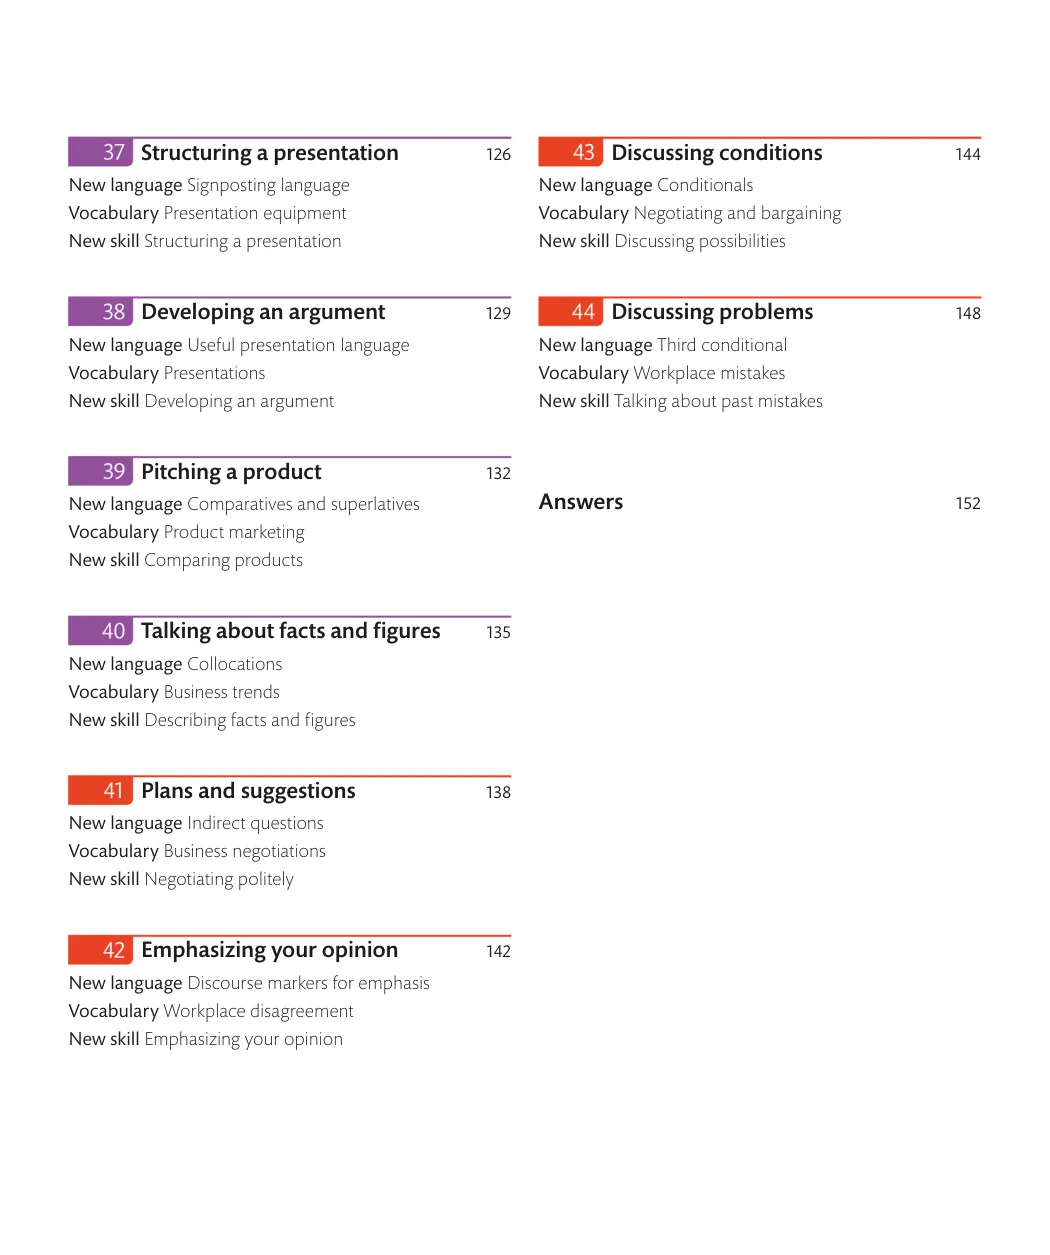 37 Structuring a presentation 126
New language Signposting language
Vocabulary Presentation equipment
New skill Structuring a presentation
38 Developing an argument 129
New language Useful presentation language
Vocabulary Presentations
New skill Developing an argument
39 Pitching a product 132
New language Comparatives and superlatives
Vocabulary Product marketing
New skill Comparing products
40 Talking about facts and figures 135
New language Collocations
Vocabulary Business trends
New skill Describing facts and figures
41 Plans and suggestions 138
New language Indirect questions
Vocabulary Business negotiations
New skill Negotiating politely
42 Emphasizing your opinion 142
New language Discourse markers for emphasis
Vocabulary Workplace disagreement
New skill Emphasizing your opinion
43 Discussing conditions 144
New language Conditionals
Vocabulary Negotiating and bargaining
New skill Discussing possibilities
44 Discussing problems 148
New language Third conditional
Vocabulary Workplace mistakes
New skill Talking about past mistakes
Answers 152